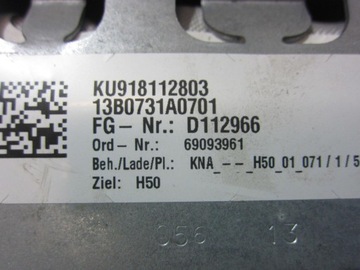 KU918112803
13B0731A0701
FG- Nr.: D112966
Ord- Nr.: 69093961
Beh./Lade/Pl.: KNA_ - - _H50_01_071 / 1 / 5
Ziel: H50
056 13